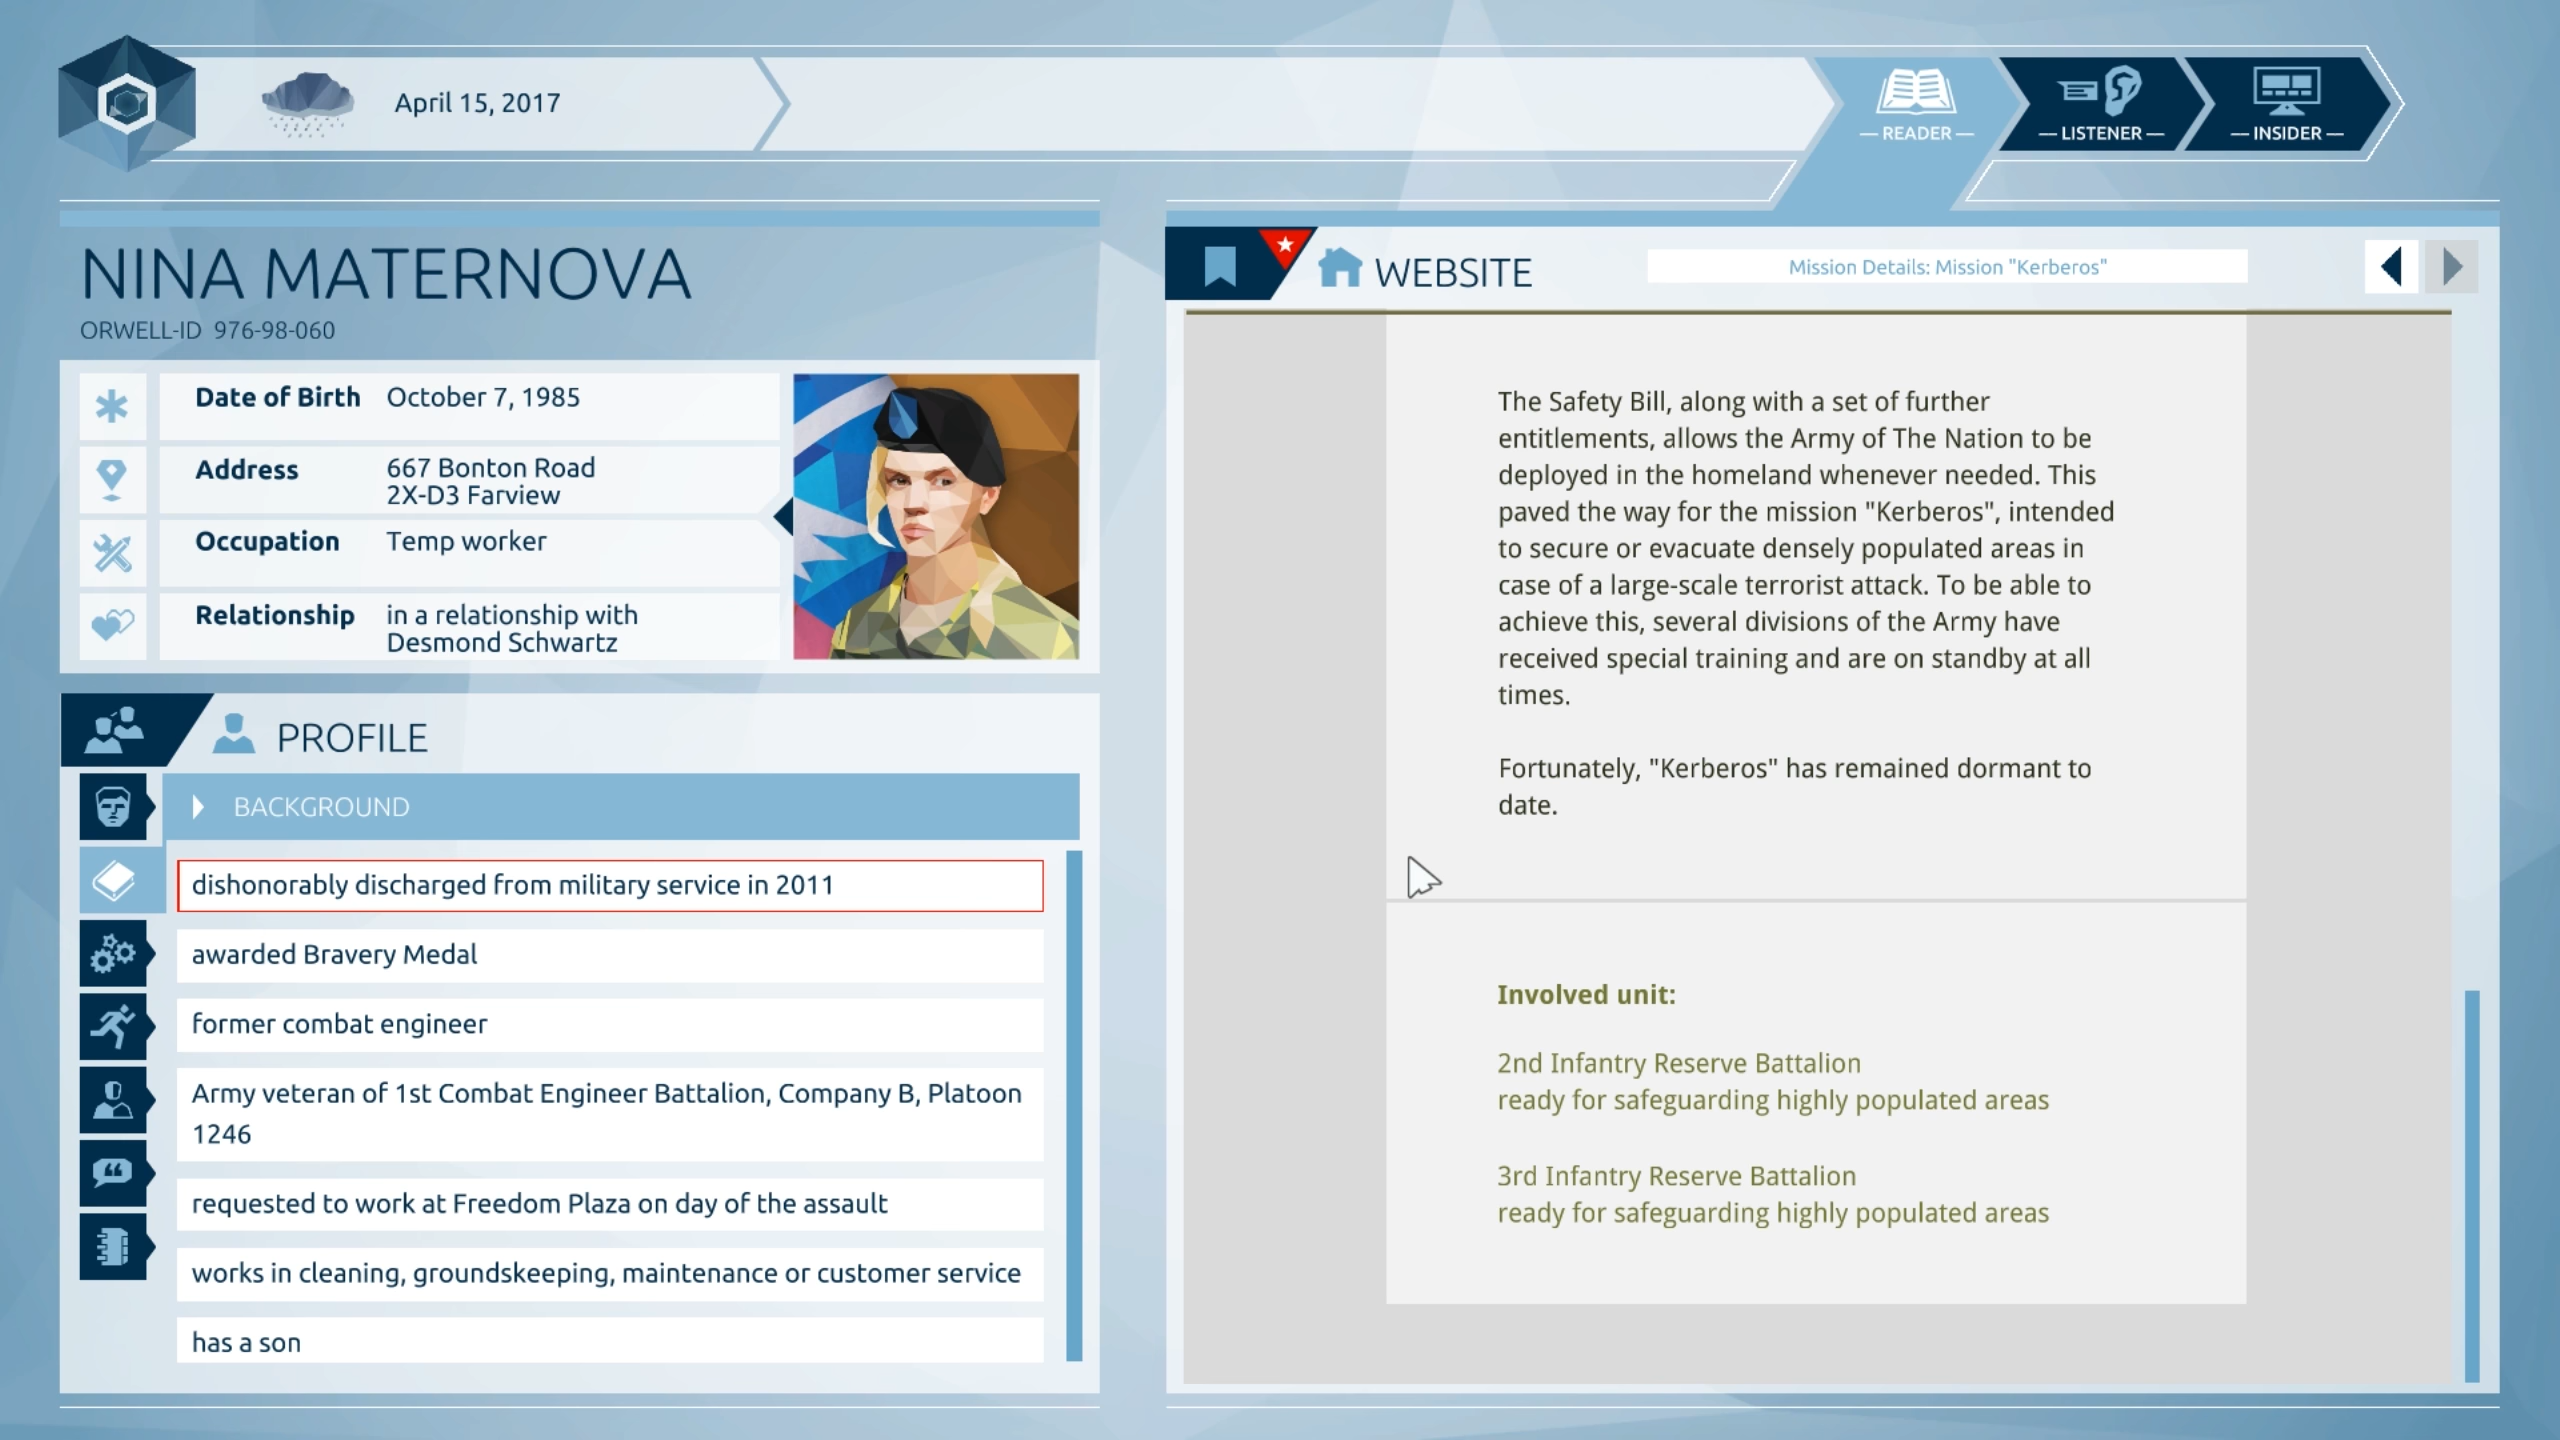 April 15, 2017
READER
LISTENER
INSIDER
NINA MATERNOVA
ORWELL-ID 976-98-060
Date of Birth October 7, 1985
Address 667 Bonton Road
2X-D3 Farview
Occupation Temp worker
Relationship in a relationship with
Desmond Schwartz
PROFILE
BACKGROUND
dishonorably discharged from military service in 2011
awarded Bravery Medal
former combat engineer
Army veteran of 1st Combat Engineer Battalion, Company B, Platoon
1246
requested to work at Freedom Plaza on day of the assault
works in cleaning, groundskeeping, maintenance or customer service
has a son
WEBSITE
Mission Details: Mission "Kerberos"
The Safety Bill, along with a set of further
entitlements, allows the Army of The Nation to be
deployed in the homeland whenever needed. This
paved the way for the mission "Kerberos", intended
to secure or evacuate densely populated areas in
case of a large-scale terrorist attack. To be able to
achieve this, several divisions of the Army have
received special training and are on standby at all
times.
Fortunately, "Kerberos" has remained dormant to
date.
Involved unit:
2nd Infantry Reserve Battalion
ready for safeguarding highly populated areas
3rd Infantry Reserve Battalion
ready for safeguarding highly populated areas